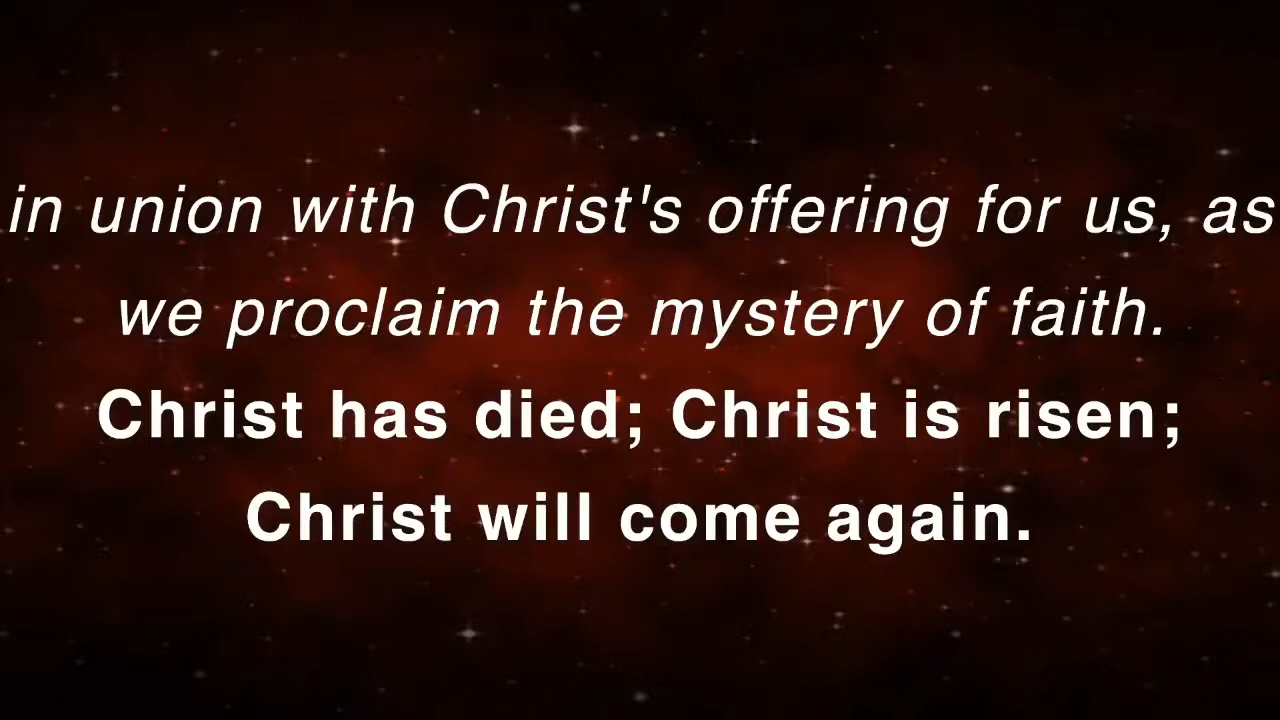 in union with Christ's offering for us, as
we proclaim the mystery of faith.
Christ has died; Christ is risen;
Christ will come again.